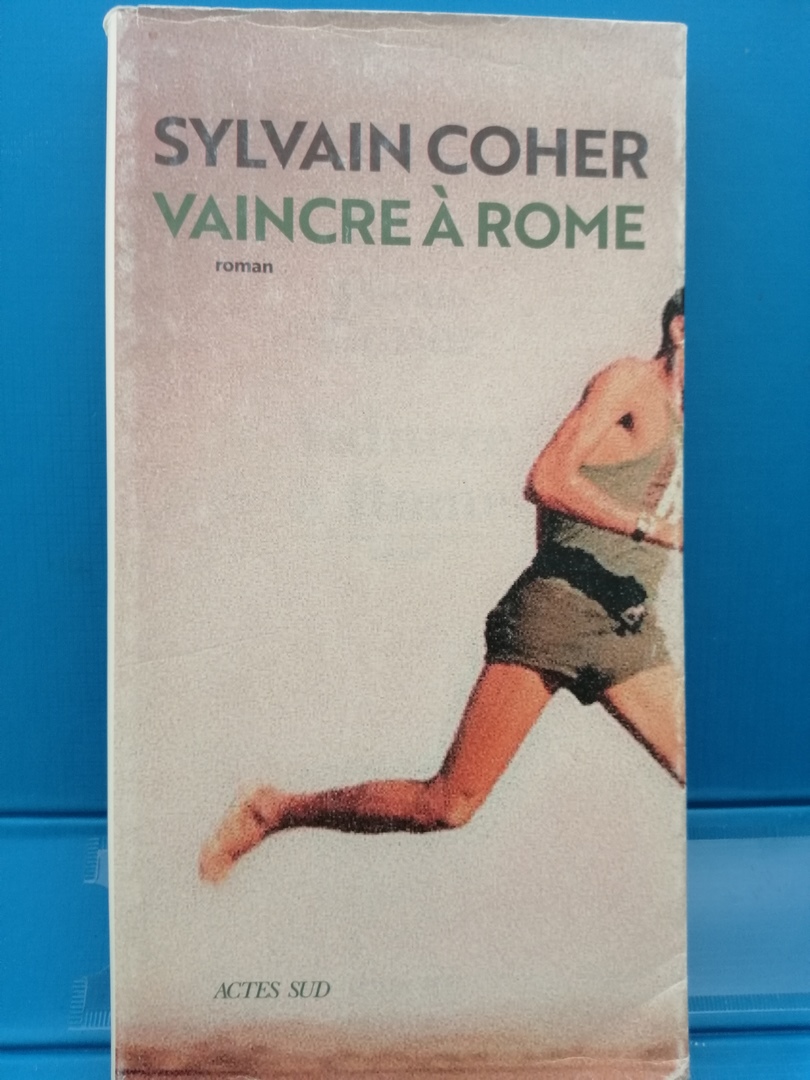 SYLVAIN COHER
VAINCRE À ROME
roman
ACTES SUD